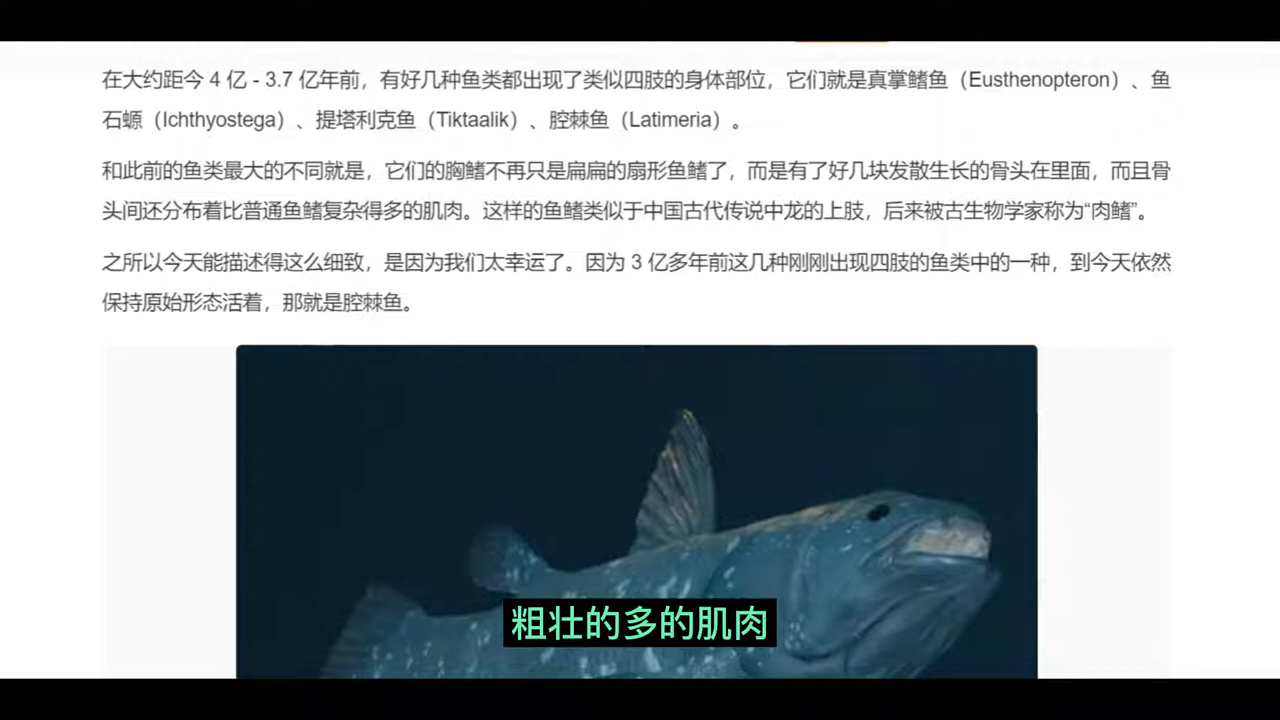 在大约距今 4 亿 - 3.7 亿年前，有好几种鱼类都出现了类似四肢的身体部位，它们就是真掌鳍鱼（Eusthenopteron）、鱼
石螈（Ichthyostega）、提塔利克鱼（Tiktaalik）、腔棘鱼（Latimeria）。
和此前的鱼类最大的不同就是，它们的胸鳍不再只是扁扁的扇形鱼鳍了，而是有了好几块发散生长的骨头在里面，而且骨
头间还分布着比普通鱼鳍复杂得多的肌肉。这样的鱼鳍类似于中国古代传说中龙的上肢，后来被古生物学家称为“肉鳍”。
之所以今天能描述得这么细致，是因为我们太幸运了。因为 3 亿多年前这几种刚刚出现四肢的鱼类中的一种，到今天依然
保持原始形态活着，那就是腔棘鱼。
粗壮的多的肌肉